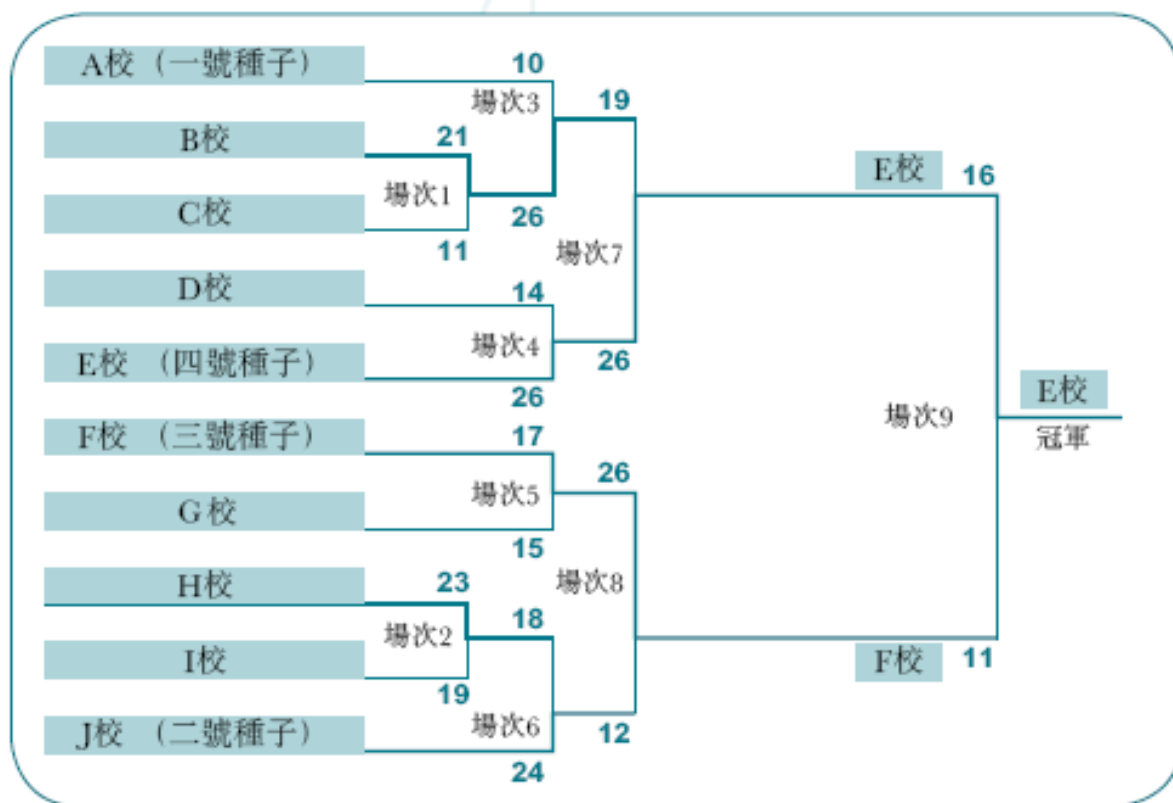 A校 （一號種子）
10
場次3
19
B校
21
場次1
E校
16
C校
26
11
場次7
D校
14
場次4
E校 （四號種子）
26
26
E校
場次9
冠軍
F校 （三號種子）
17
26
場次5
G校
15
H校
23
場次8
18
場次2
I校
19
F校
11
J校 （二號種子）
場次6
12
24